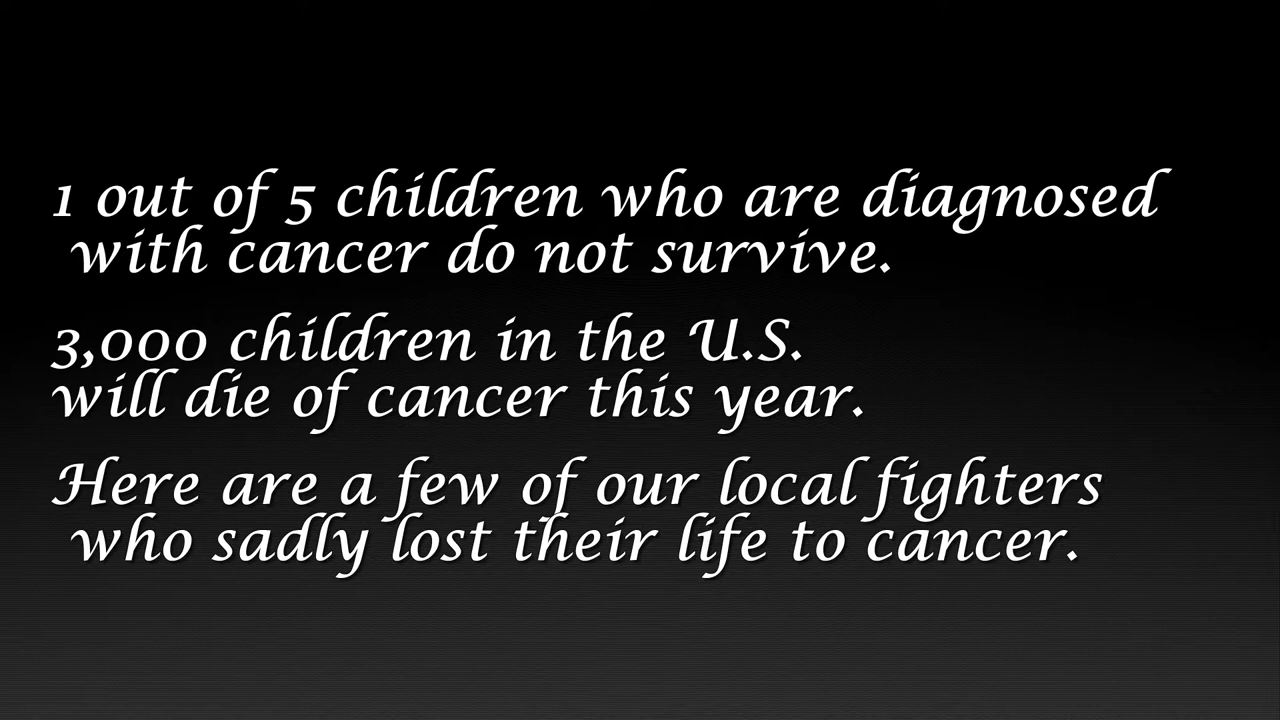 1 out of 5 children who are diagnosed
with cancer do not survive.
3,000 children in the U.S.
will die of cancer this year.
Here are a few of our local fighters
who sadly lost their life to cancer.